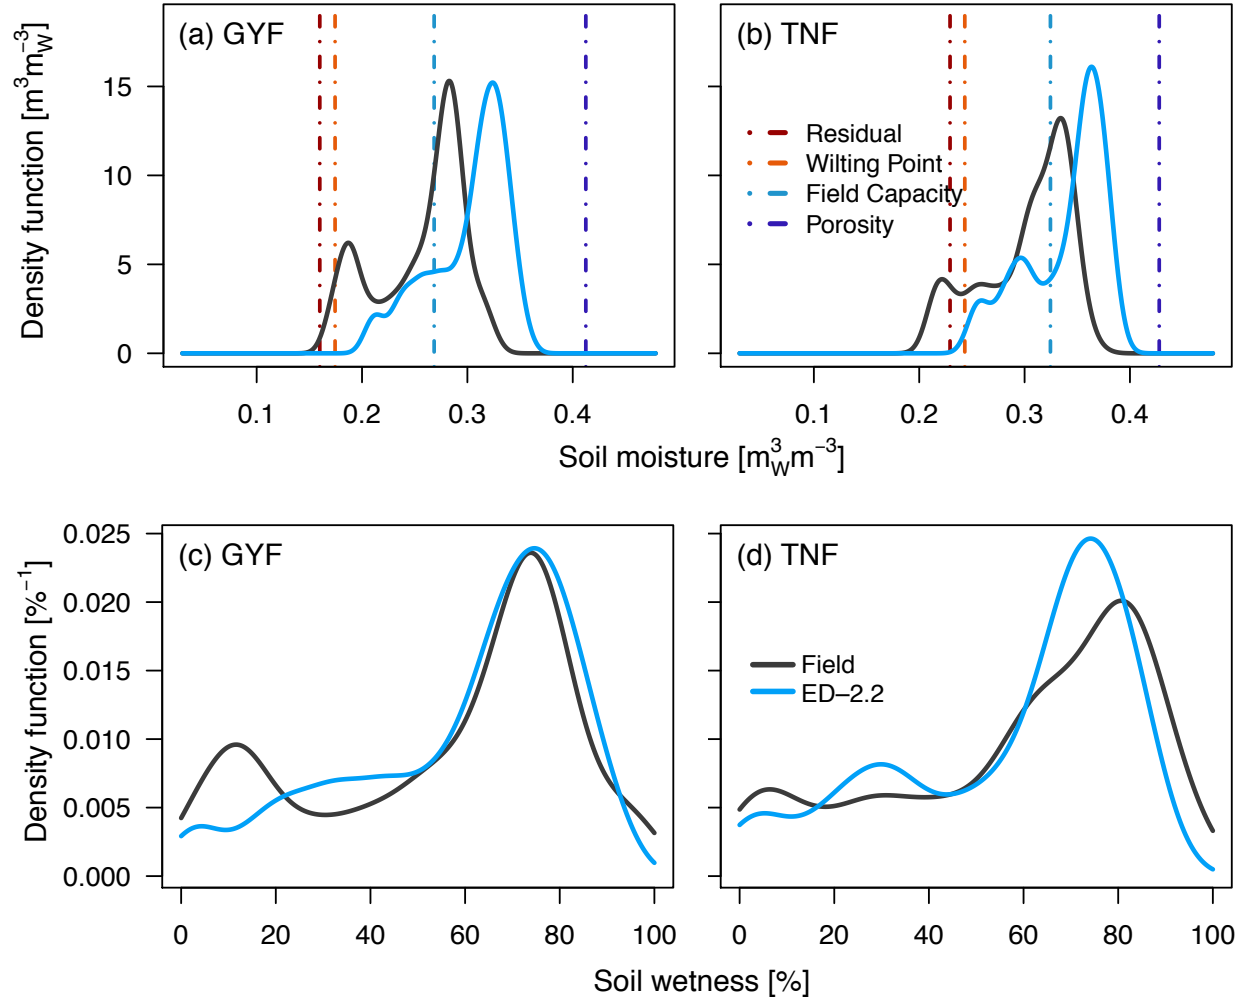 (a) GYF
(b) TNF
Density function [m³m_W⁻³]
15
10
5
0
Residual
Wilting Point
Field Capacity
Porosity
0.1 0.2 0.3 0.4
0.1 0.2 0.3 0.4
Soil moisture [m_W³m⁻³]
(c) GYF
(d) TNF
Density function [%⁻¹]
0.025
0.020
0.015
0.010
0.005
0.000
Field
ED−2.2
0 20 40 60 80 100
0 20 40 60 80 100
Soil wetness [%]